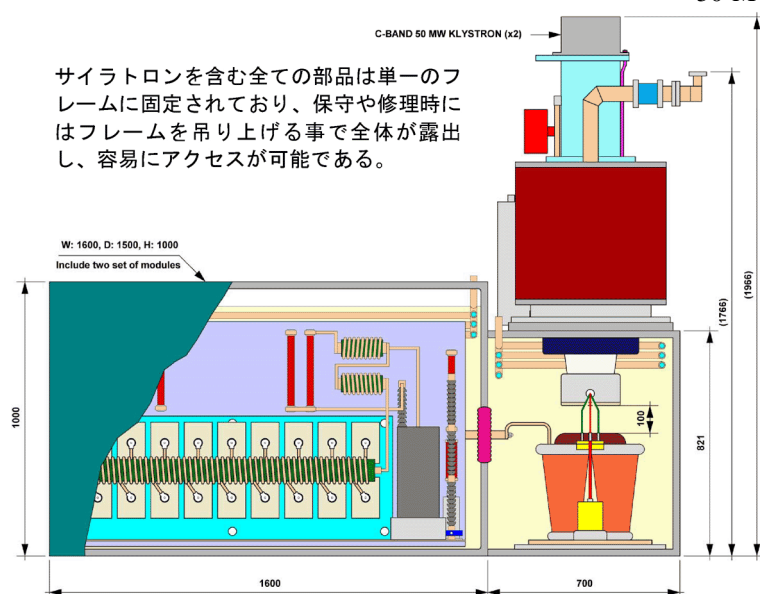 C-BAND 50 MW KLYSTRON (x2)
サイラトロンを含む全ての部品は単一のフ
レームに固定されており、保守や修理時に
はフレームを吊り上げる事で全体が露出
し、容易にアクセスが可能である。
W: 1600, D: 1500, H: 1000
Include two set of modules
1000
100
821
(1766)
(1966)
1600
700